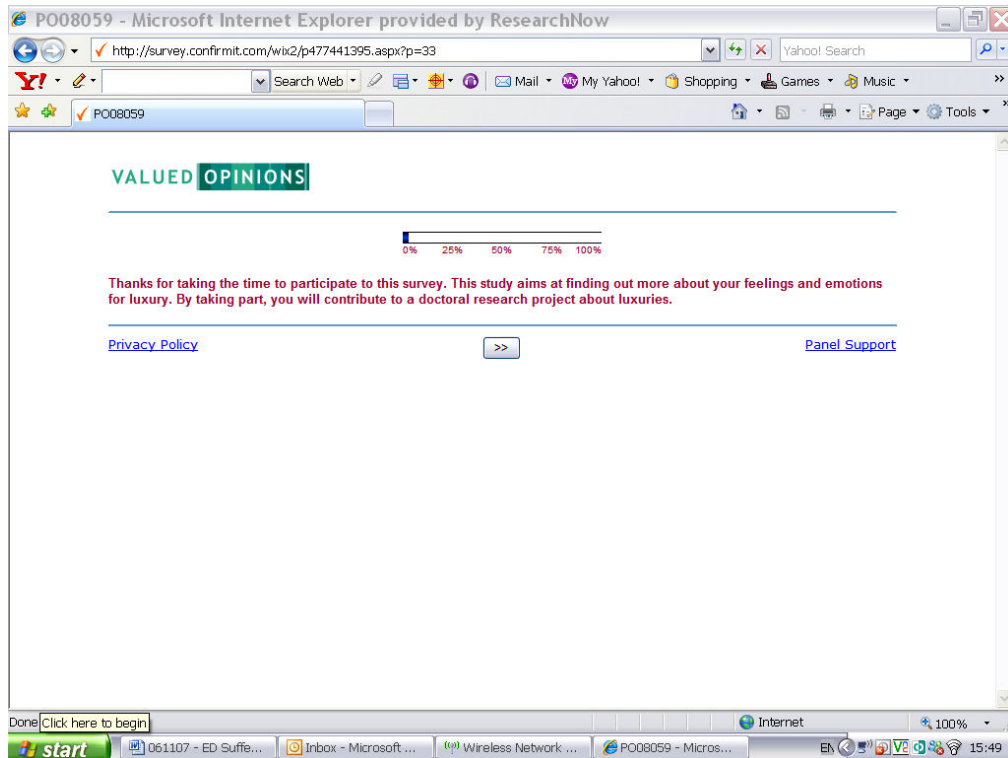 PO08059 - Microsoft Internet Explorer provided by ResearchNow
http://survey.confirmit.com/wix2/p477441395.aspx?p=33
Yahoo! Search
Y! Search Web Mail My Yahoo! Shopping Games Music »
PO08059 Page Tools »
VALUED OPINIONS
0% 25% 50% 75% 100%
Thanks for taking the time to participate to this survey. This study aims at finding out more about your feelings and emotions
for luxury. By taking part, you will contribute to a doctoral research project about luxuries.
Privacy Policy >> Panel Support
Done Click here to begin Internet 100%
start 061107 - ED Suffe... Inbox - Microsoft ... Wireless Network ... PO08059 - Micros... EN 15:49